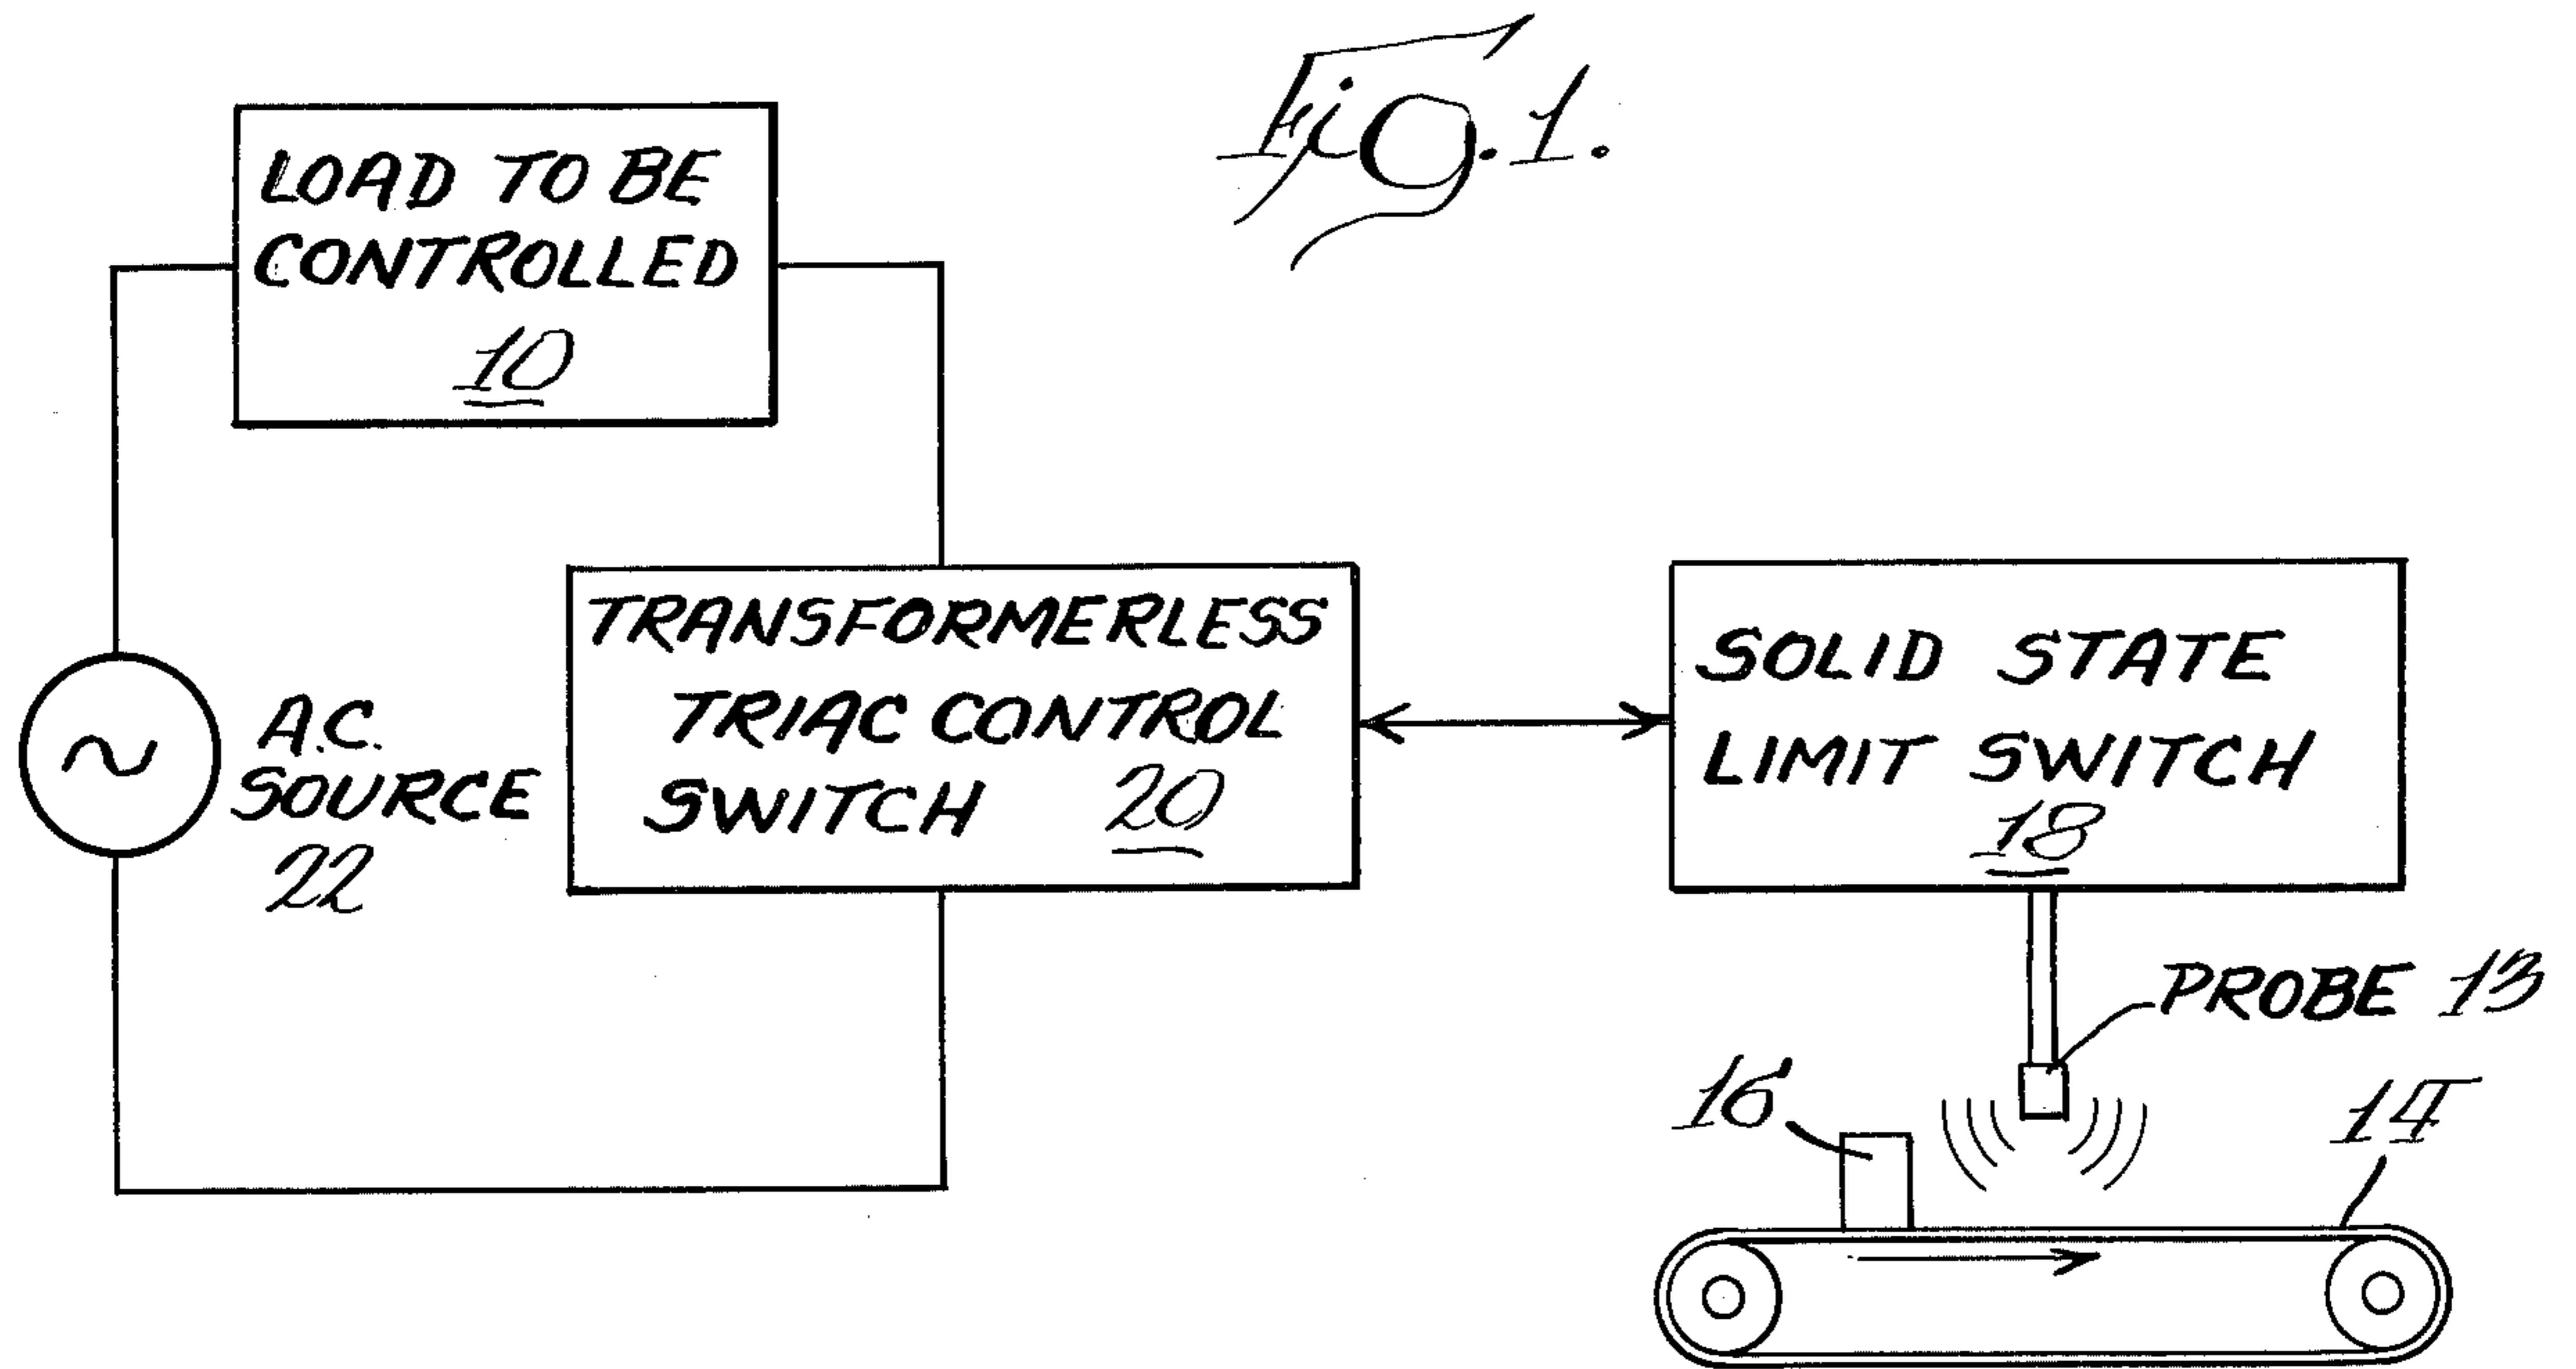 Fig. 1.
LOAD TO BE
CONTROLLED
10
TRANSFORMERLESS
TRIAC CONTROL
SWITCH 20
SOLID STATE
LIMIT SWITCH
18
A.C.
SOURCE
22
PROBE 13
16
14